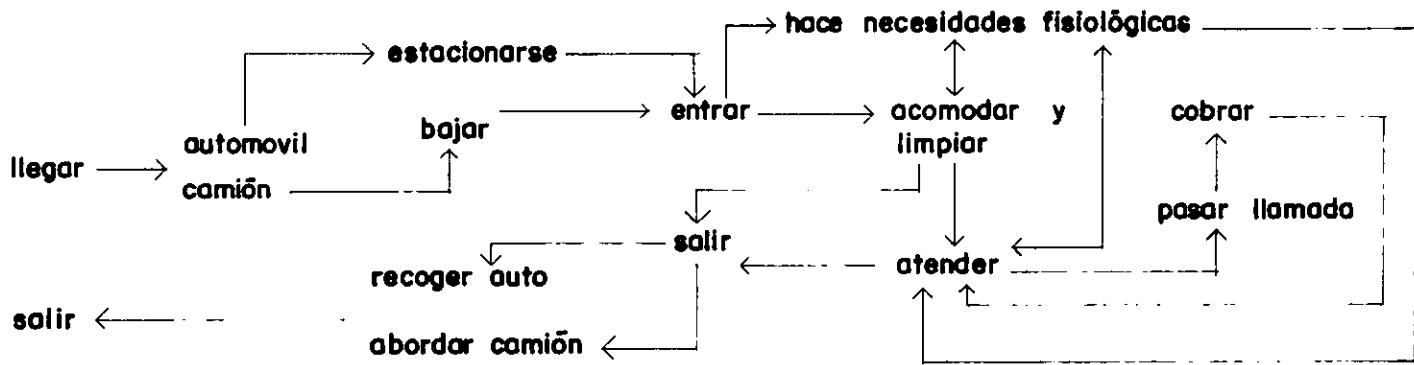 hace necesidades fisiológicas
estacionarse
entrar
acomodar y
limpiar
cobrar
bajar
automovil
camión
llegar
pasar llamada
salir
atender
recoger auto
salir
abordar camión